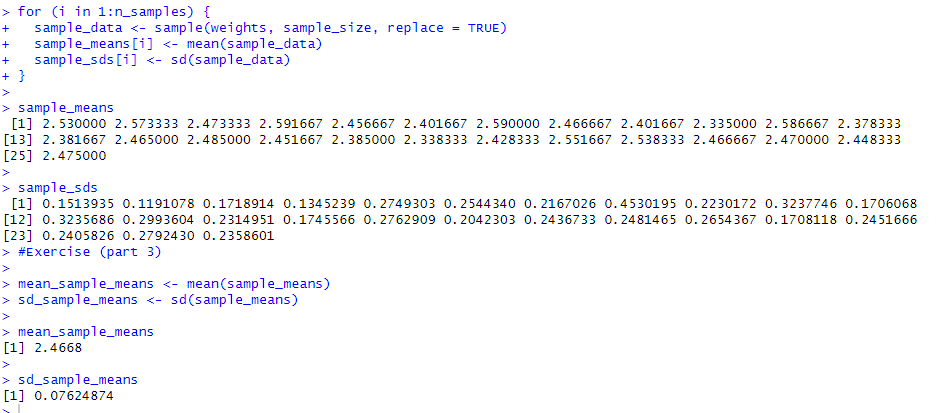 > for (i in 1:n_samples) {
+   sample_data <- sample(weights, sample_size, replace = TRUE)
+   sample_means[i] <- mean(sample_data)
+   sample_sds[i] <- sd(sample_data)
+ }
>
> sample_means
 [1] 2.530000 2.573333 2.473333 2.591667 2.456667 2.401667 2.590000 2.466667 2.401667 2.335000 2.586667 2.378333
[13] 2.381667 2.465000 2.485000 2.451667 2.385000 2.338333 2.428333 2.551667 2.538333 2.466667 2.470000 2.448333
[25] 2.475000
>
> sample_sds
 [1] 0.1513935 0.1191078 0.1718914 0.1345239 0.2749303 0.2544340 0.2167026 0.4530195 0.2230172 0.3237746 0.1706068
[12] 0.3235686 0.2993604 0.2314951 0.1745566 0.2762909 0.2042303 0.2436733 0.2481465 0.2654367 0.1708118 0.2451666
[23] 0.2405826 0.2792430 0.2358601
> #Exercise (part 3)
>
> mean_sample_means <- mean(sample_means)
> sd_sample_means <- sd(sample_means)
>
> mean_sample_means
[1] 2.4668
>
> sd_sample_means
[1] 0.07624874
>